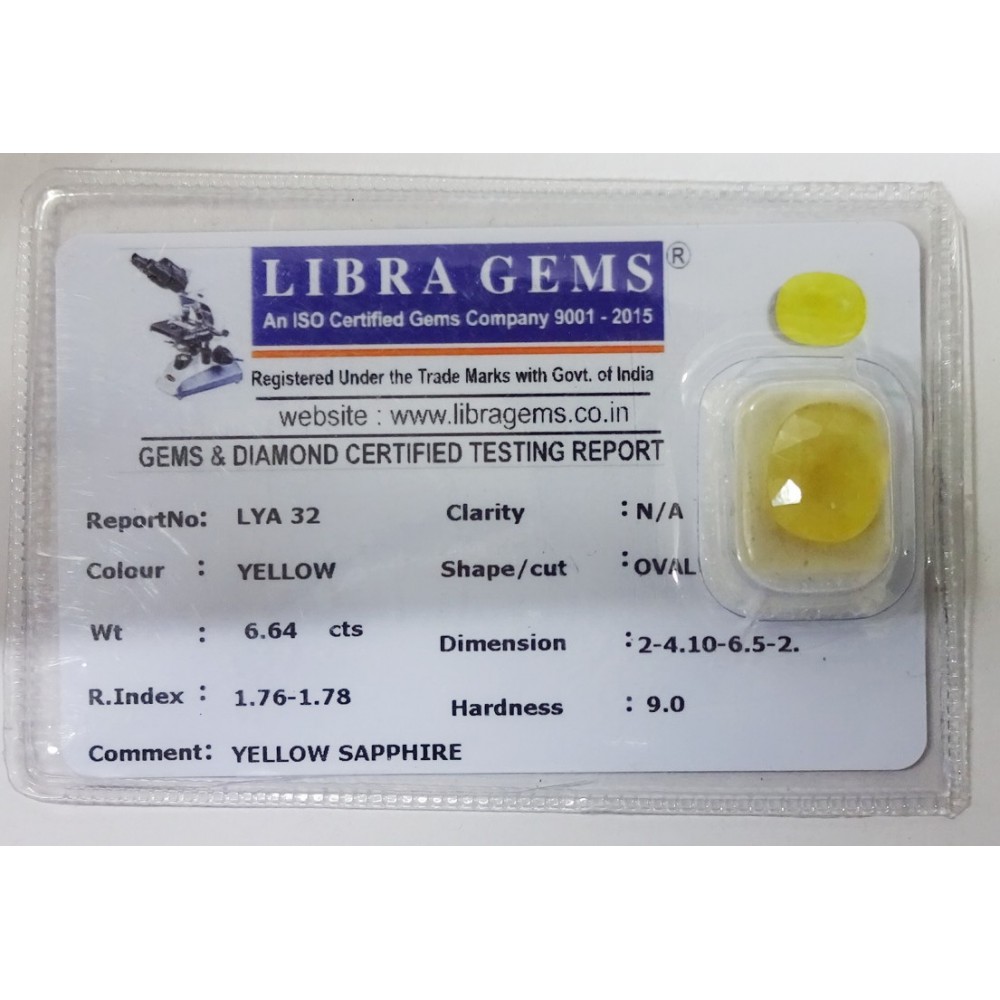 LIBRA GEMS ®
An ISO Certified Gems Company 9001 - 2015
Registered Under the Trade Marks with Govt. of India
website : www.libragems.co.in
GEMS & DIAMOND CERTIFIED TESTING REPORT
ReportNo: LYA 32 Clarity : N/A
Colour : YELLOW Shape/cut : OVAL
Wt : 6.64 cts Dimension : 2-4.10-6.5-2.
R.Index : 1.76-1.78 Hardness : 9.0
Comment: YELLOW SAPPHIRE